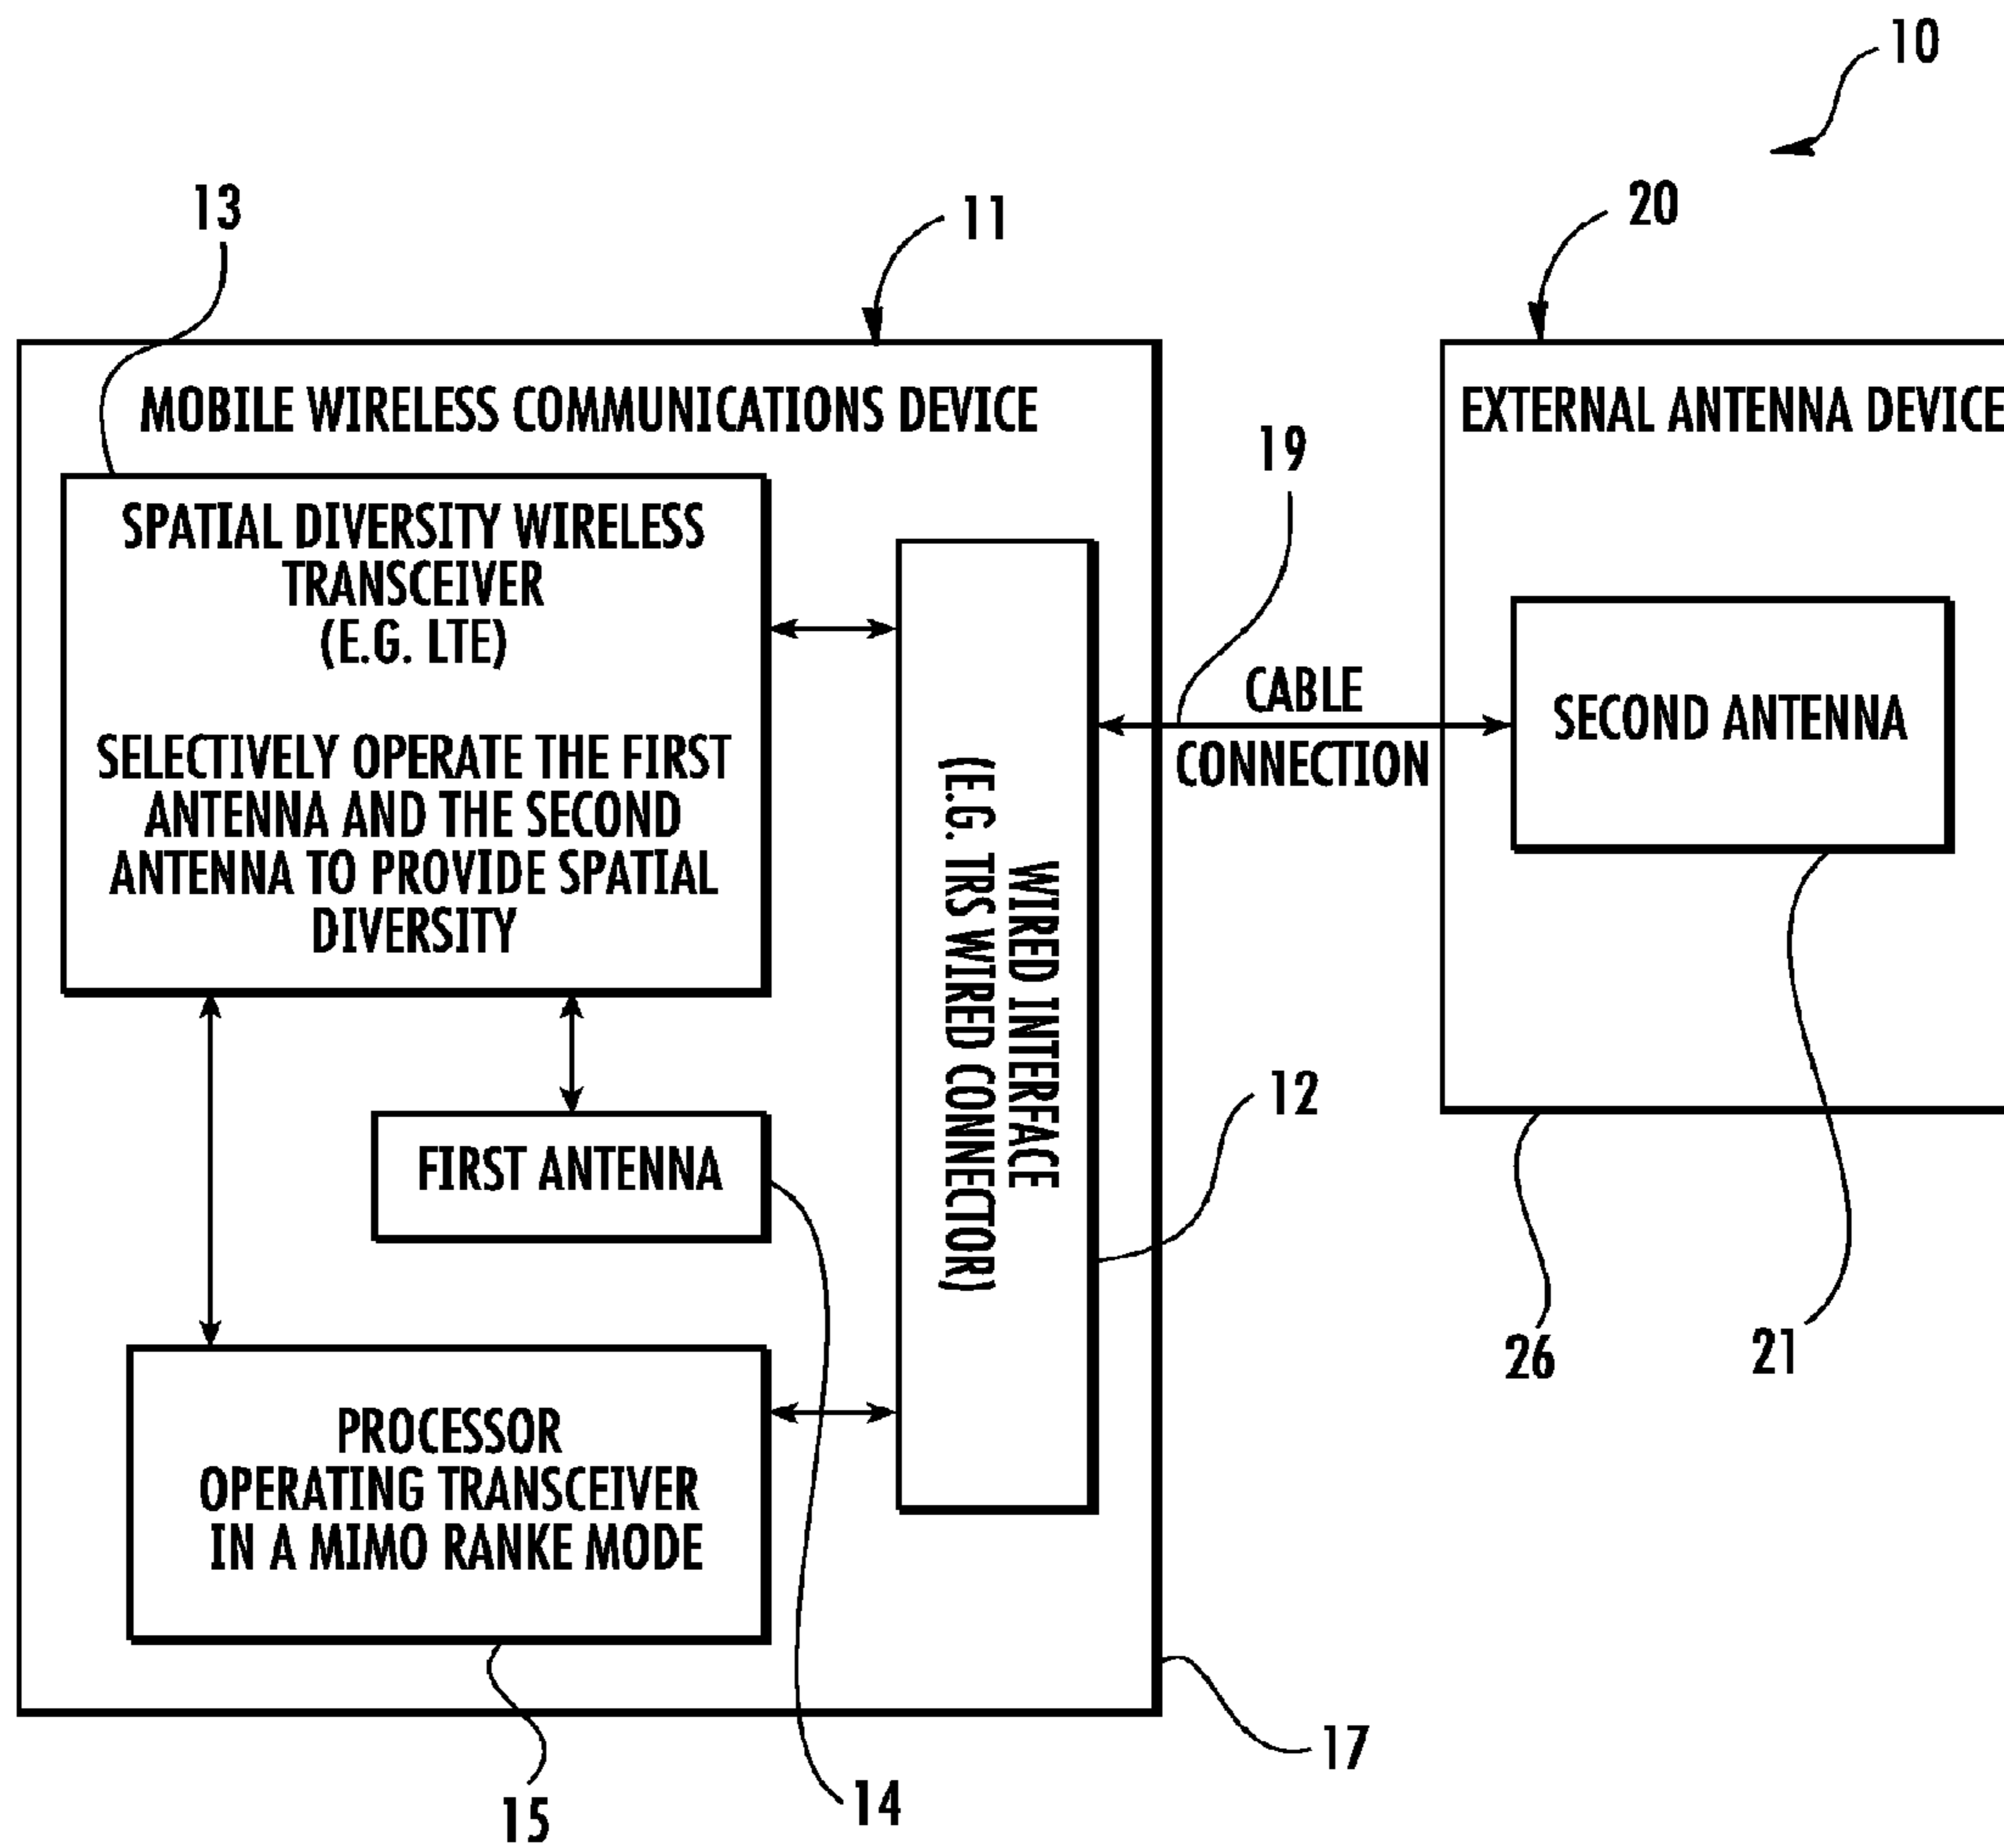 10
13
11
20
MOBILE WIRELESS COMMUNICATIONS DEVICE
EXTERNAL ANTENNA DEVICE
19
SPATIAL DIVERSITY WIRELESS
TRANSCEIVER
(E.G. LTE)
SELECTIVELY OPERATE THE FIRST
ANTENNA AND THE SECOND
ANTENNA TO PROVIDE SPATIAL
DIVERSITY
WIRED INTERFACE
(E.G. TRS WIRED CONNECTOR)
CABLE
CONNECTION
SECOND ANTENNA
12
FIRST ANTENNA
26
21
PROCESSOR
OPERATING TRANSCEIVER
IN A MIMO RANKE MODE
17
14
15